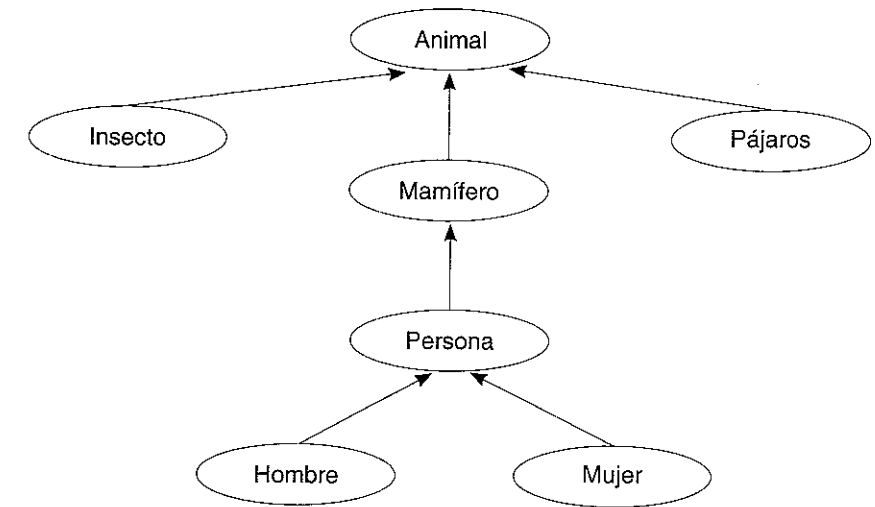 Animal
Insecto
Pájaros
Mamífero
Persona
Hombre
Mujer